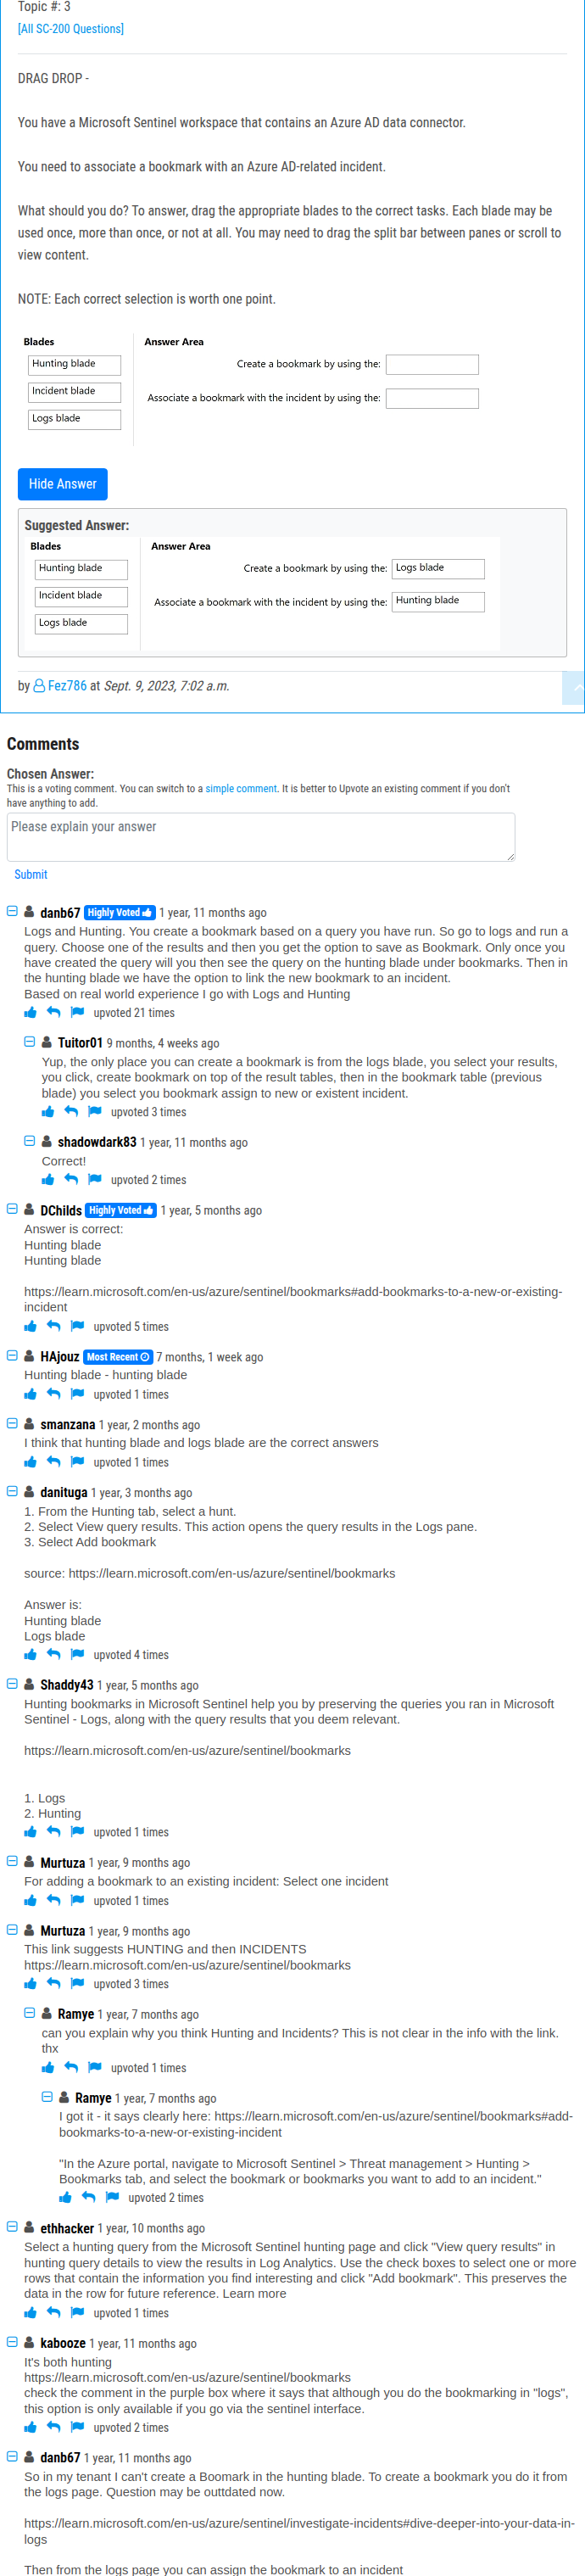 Topic #: 3
[All SC-200 Questions]
DRAG DROP -
You have a Microsoft Sentinel workspace that contains an Azure AD data connector.
You need to associate a bookmark with an Azure AD-related incident.
What should you do? To answer, drag the appropriate blades to the correct tasks. Each blade may be
used once, more than once, or not at all. You may need to drag the split bar between panes or scroll to
view content.
NOTE: Each correct selection is worth one point.
Blades
Answer Area
Hunting blade
Create a bookmark by using the:
Incident blade
Associate a bookmark with the incident by using the:
Logs blade
Hide Answer
Suggested Answer:
Blades
Answer Area
Hunting blade
Create a bookmark by using the: Logs blade
Incident blade
Associate a bookmark with the incident by using the: Hunting blade
Logs blade
by Fez786 at Sept. 9, 2023, 7:02 a.m.
Comments
Chosen Answer:
This is a voting comment. You can switch to a simple comment. It is better to Upvote an existing comment if you don't
have anything to add.
Please explain your answer
Submit
danb67 Highly Voted 1 year, 11 months ago
Logs and Hunting. You create a bookmark based on a query you have run. So go to logs and run a
query. Choose one of the results and then you get the option to save as Bookmark. Only once you
have created the query will you then see the query on the hunting blade under bookmarks. Then in
the hunting blade we have the option to link the new bookmark to an incident.
Based on real world experience I go with Logs and Hunting
upvoted 21 times
Tuitor01 9 months, 4 weeks ago
Yup, the only place you can create a bookmark is from the logs blade, you select your results,
you click, create bookmark on top of the result tables, then in the bookmark table (previous
blade) you select you bookmark assign to new or existent incident.
upvoted 3 times
shadowdark83 1 year, 11 months ago
Correct!
upvoted 2 times
DChilds Highly Voted 1 year, 5 months ago
Answer is correct:
Hunting blade
Hunting blade
https://learn.microsoft.com/en-us/azure/sentinel/bookmarks#add-bookmarks-to-a-new-or-existing-
incident
upvoted 5 times
HAjouz Most Recent 7 months, 1 week ago
Hunting blade - hunting blade
upvoted 1 times
smanzana 1 year, 2 months ago
I think that hunting blade and logs blade are the correct answers
upvoted 1 times
danituga 1 year, 3 months ago
1. From the Hunting tab, select a hunt.
2. Select View query results. This action opens the query results in the Logs pane.
3. Select Add bookmark
source: https://learn.microsoft.com/en-us/azure/sentinel/bookmarks
Answer is:
Hunting blade
Logs blade
upvoted 4 times
Shaddy43 1 year, 5 months ago
Hunting bookmarks in Microsoft Sentinel help you by preserving the queries you ran in Microsoft
Sentinel - Logs, along with the query results that you deem relevant.
https://learn.microsoft.com/en-us/azure/sentinel/bookmarks
1. Logs
2. Hunting
upvoted 1 times
Murtuza 1 year, 9 months ago
For adding a bookmark to an existing incident: Select one incident
upvoted 1 times
Murtuza 1 year, 9 months ago
This link suggests HUNTING and then INCIDENTS
https://learn.microsoft.com/en-us/azure/sentinel/bookmarks
upvoted 3 times
Ramye 1 year, 7 months ago
can you explain why you think Hunting and Incidents? This is not clear in the info with the link.
thx
upvoted 1 times
Ramye 1 year, 7 months ago
I got it - it says clearly here: https://learn.microsoft.com/en-us/azure/sentinel/bookmarks#add-
bookmarks-to-a-new-or-existing-incident
"In the Azure portal, navigate to Microsoft Sentinel > Threat management > Hunting >
Bookmarks tab, and select the bookmark or bookmarks you want to add to an incident."
upvoted 2 times
ethhacker 1 year, 10 months ago
Select a hunting query from the Microsoft Sentinel hunting page and click "View query results" in
hunting query details to view the results in Log Analytics. Use the check boxes to select one or more
rows that contain the information you find interesting and click "Add bookmark". This preserves the
data in the row for future reference. Learn more
upvoted 1 times
kabooze 1 year, 11 months ago
It's both hunting
https://learn.microsoft.com/en-us/azure/sentinel/bookmarks
check the comment in the purple box where it says that although you do the bookmarking in "logs",
this option is only available if you go via the sentinel interface.
upvoted 2 times
danb67 1 year, 11 months ago
So in my tenant I can't create a Boomark in the hunting blade. To create a bookmark you do it from
the logs page. Question may be outtdated now.
https://learn.microsoft.com/en-us/azure/sentinel/investigate-incidents#dive-deeper-into-your-data-in-
logs
Then from the logs page you can assign the bookmark to an incident